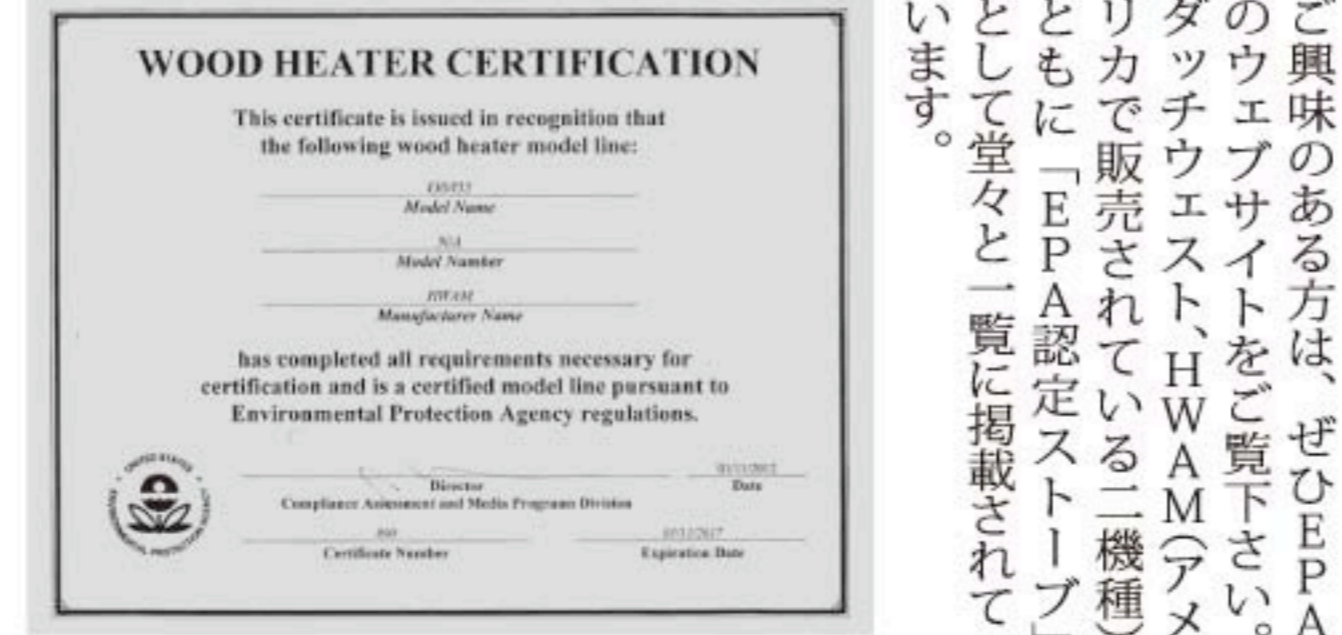 WOOD HEATER CERTIFICATION
This certificate is issued in recognition that
the following wood heater model line:
Model Name
N/A
Model Number
HWAM
Manufacturer Name
has completed all requirements necessary for
certification and is a certified model line pursuant to
Environmental Protection Agency regulations.
Director
Date
Compliance Assessment and Media Programs Division
Certificate Number
Expiration Date
UNITED STATES
ENVIRONMENTAL PROTECTION AGENCY
ご興味のある方は、ぜひEPA
のウェブサイトをご覧下さい。
ダッチウェスト、HWAM(アメ
リカで販売されている二機種)
ともに「EPA認定ストーブ」
として堂々と一覧に掲載されて
います。